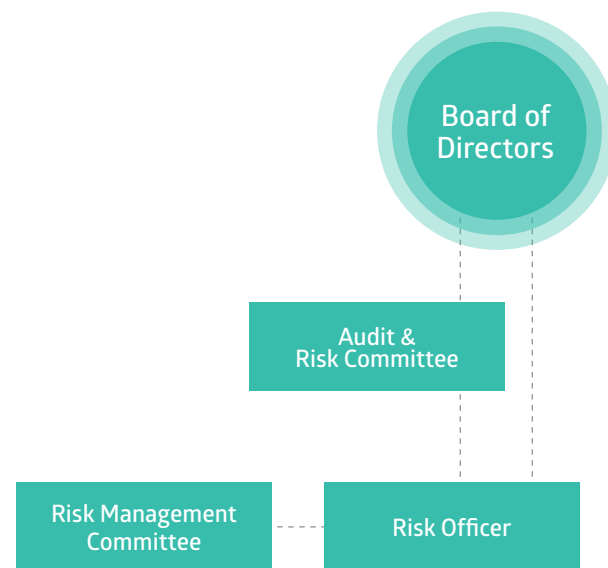 Board of
Directors
Audit &
Risk Committee
Risk Management
Committee
Risk Officer